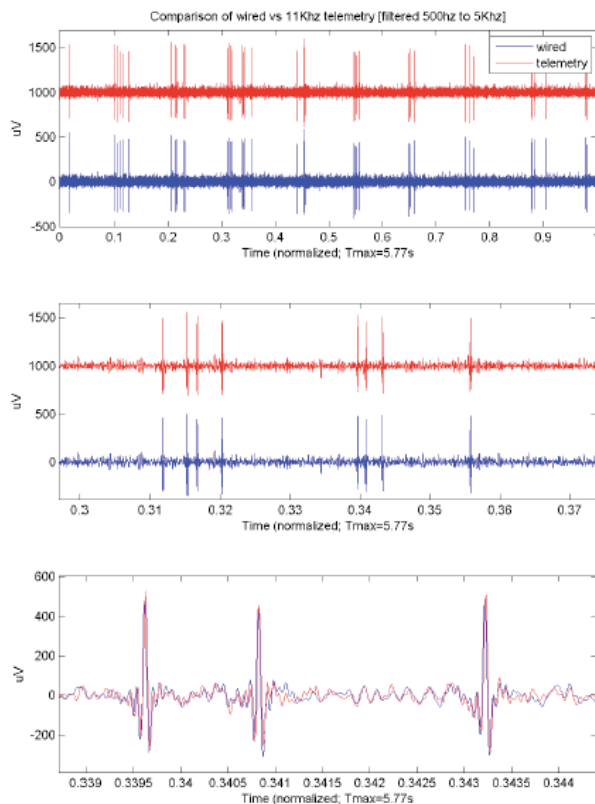 Comparison of wired vs 11Khz telemetry [filtered 500hz to 5Khz]
wired
telemetry
1500
1000
500
0
-500
uV
0 0.1 0.2 0.3 0.4 0.5 0.6 0.7 0.8 0.9 1
Time (normalized; Tmax=5.77s
1500
1000
500
0
uV
0.3 0.31 0.32 0.33 0.34 0.35 0.36 0.37
Time (normalized; Tmax=5.77s
600
400
200
0
-200
uV
0.339 0.3395 0.34 0.3405 0.341 0.3415 0.342 0.3425 0.343 0.3435 0.344
Time (normalized; Tmax=5.77s